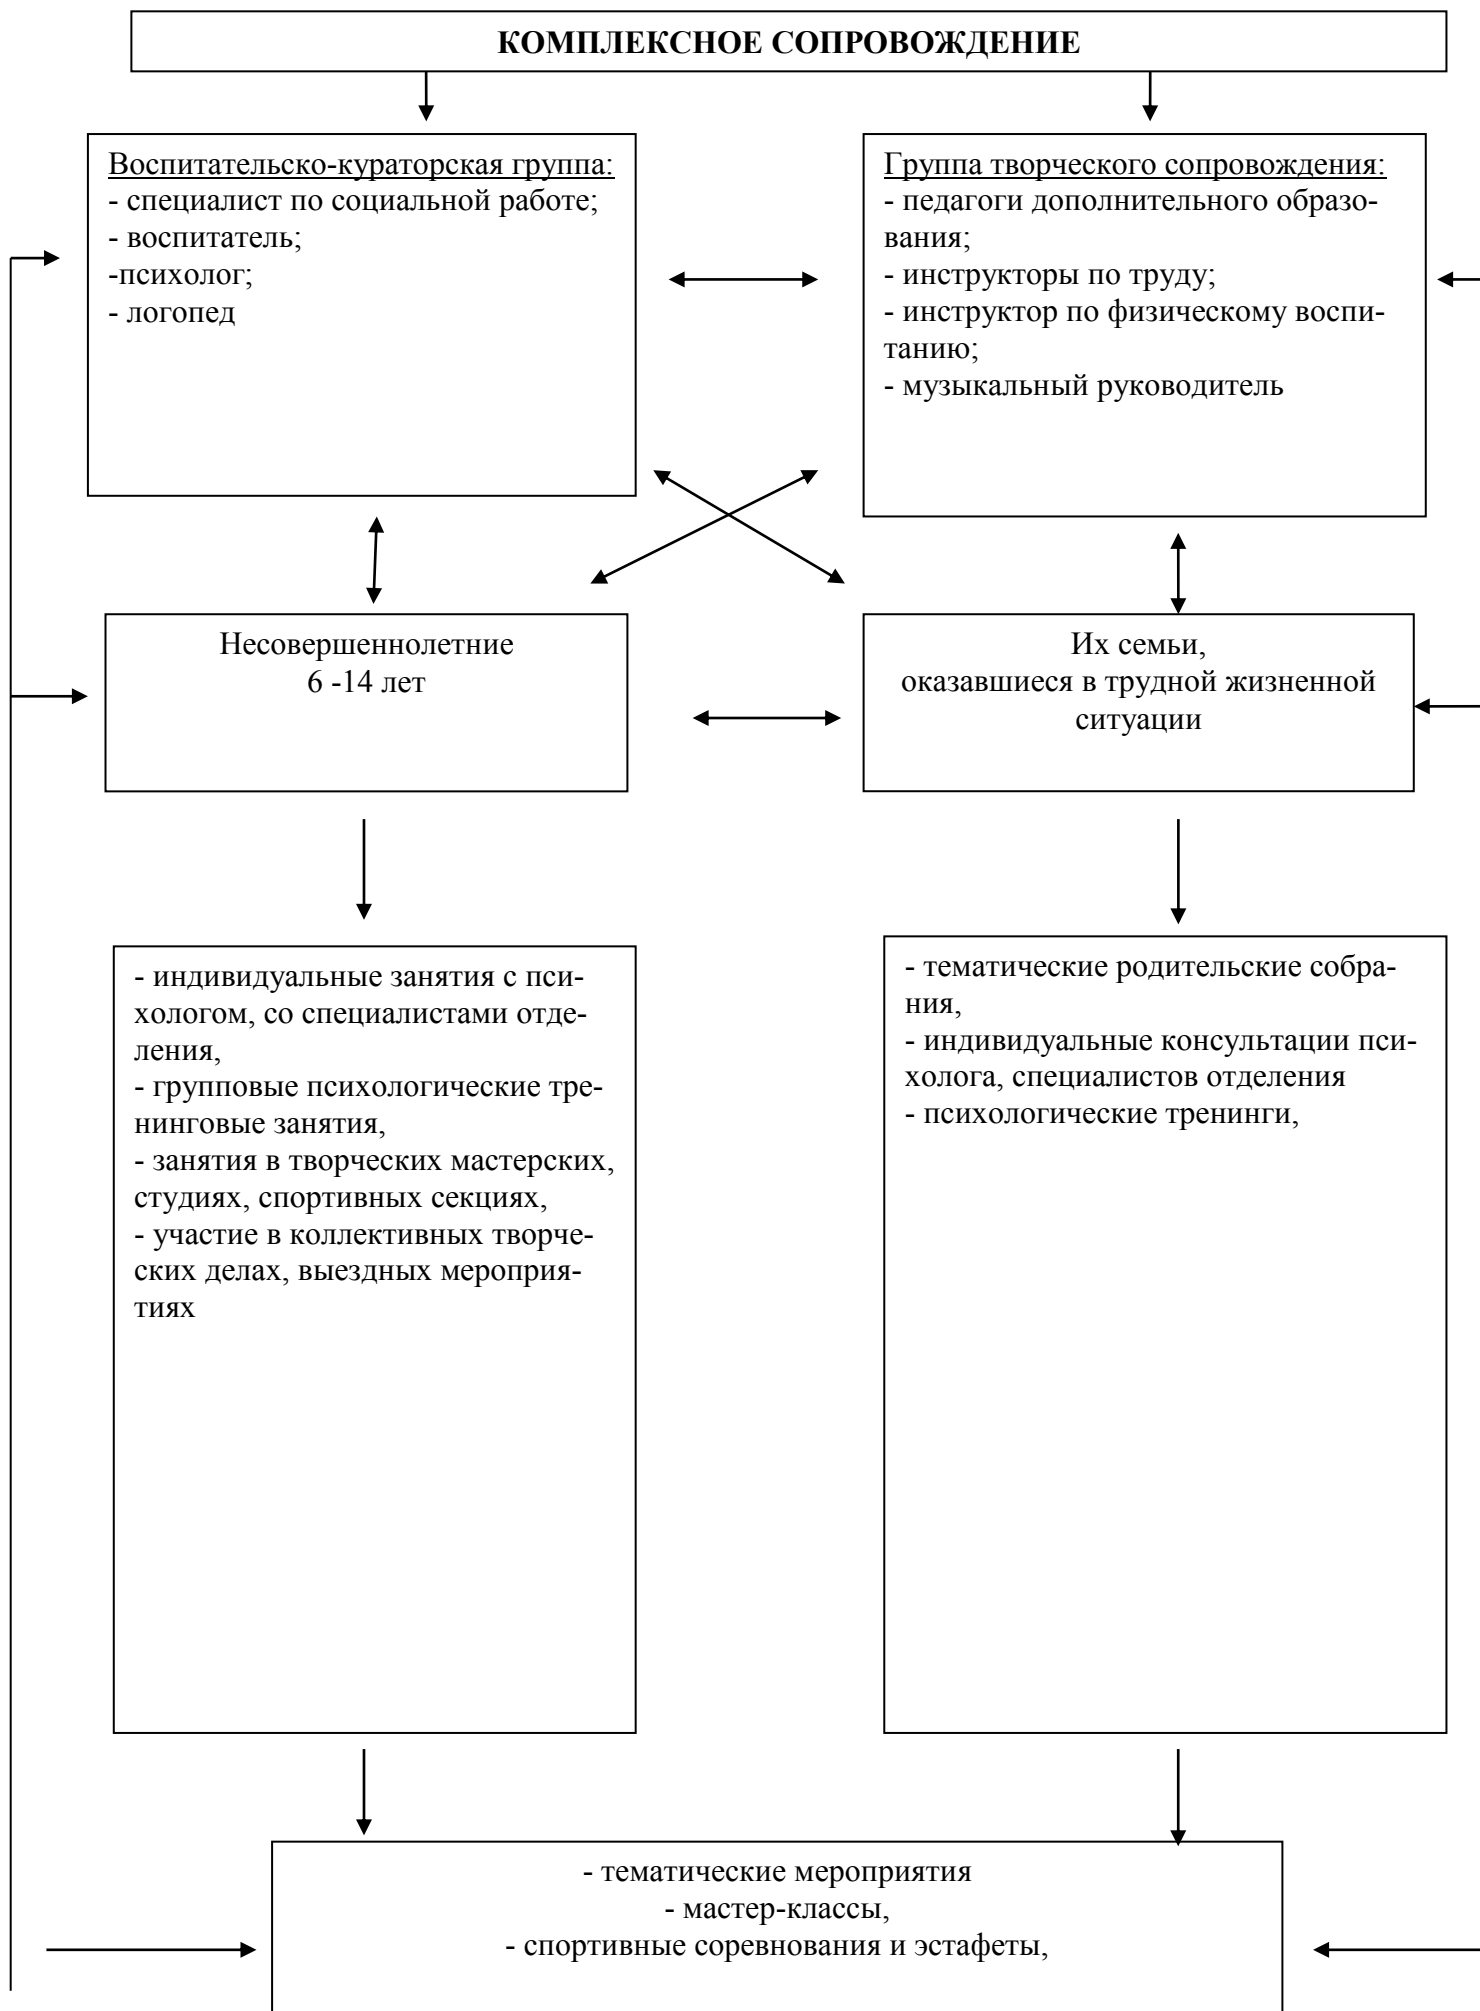 КОМПЛЕКСНОЕ СОПРОВОЖДЕНИЕ
Воспитательско-кураторская группа:
- специалист по социальной работе;
- воспитатель;
-психолог;
- логопед
Группа творческого сопровождения:
- педагоги дополнительного образо-
вания;
- инструкторы по труду;
- инструктор по физическому воспи-
танию;
- музыкальный руководитель
Несовершеннолетние
6 -14 лет
Их семьи,
оказавшиеся в трудной жизненной
ситуации
- индивидуальные занятия с пси-
хологом, со специалистами отде-
ления,
- групповые психологические тре-
нинговые занятия,
- занятия в творческих мастерских,
студиях, спортивных секциях,
- участие в коллективных творче-
ских делах, выездных мероприя-
тиях
- тематические родительские собра-
ния,
- индивидуальные консультации пси-
холога, специалистов отделения
- психологические тренинги,
- тематические мероприятия
- мастер-классы,
- спортивные соревнования и эстафеты,